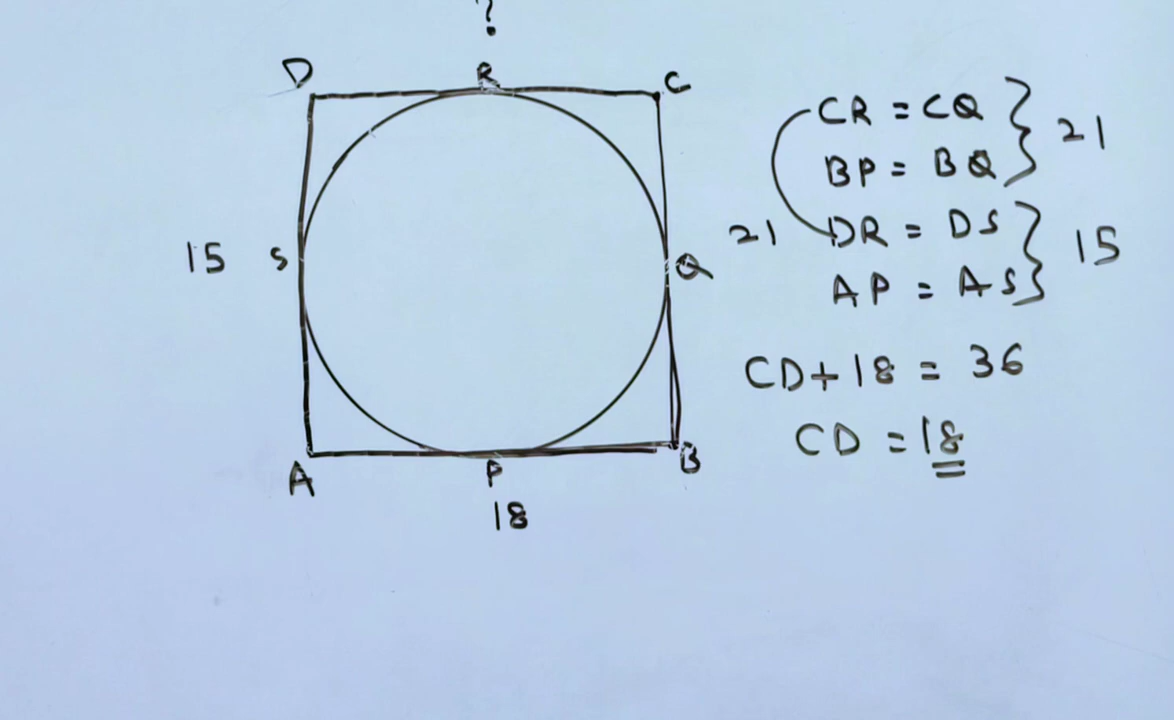 ?
D R C
CR = CQ
BP = BQ
21
15 S
Q 21
DR = DS
AP = AS
15
CD + 18 = 36
CD = 18
A P B
18